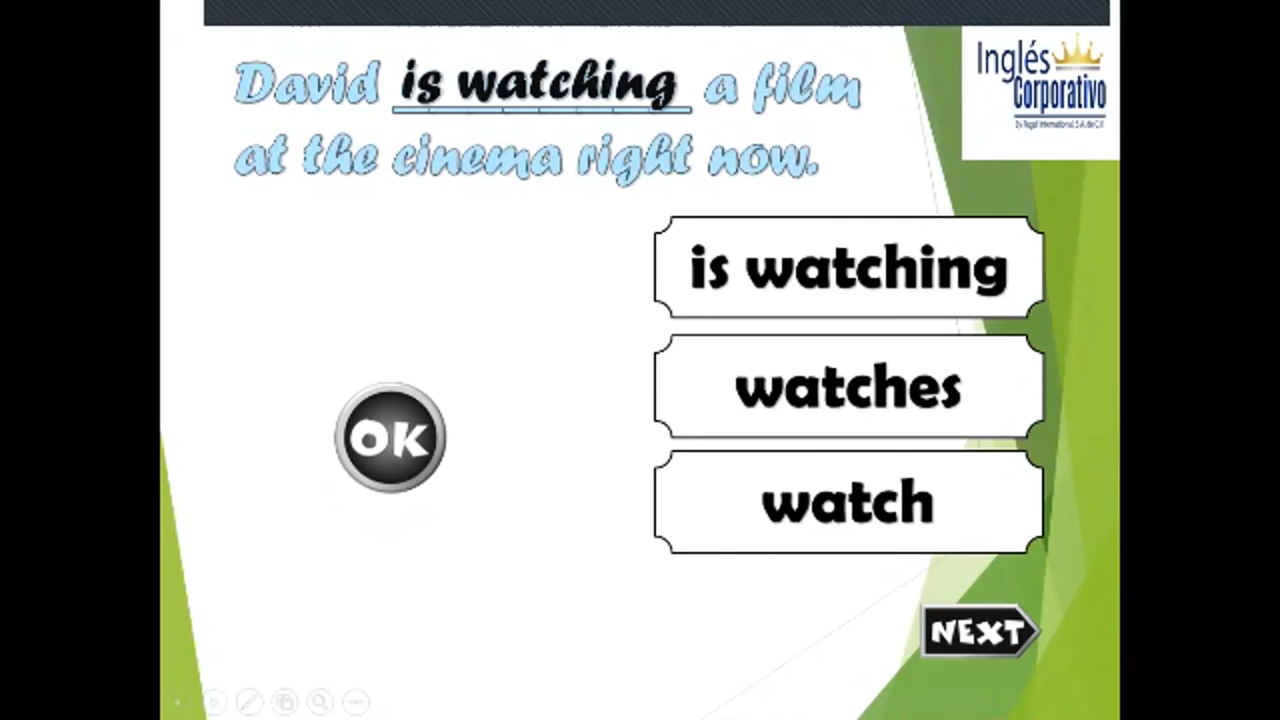 David is watching a film
at the cinema right now.
Inglés
Corporativo
is watching
watches
OK
watch
NEXT